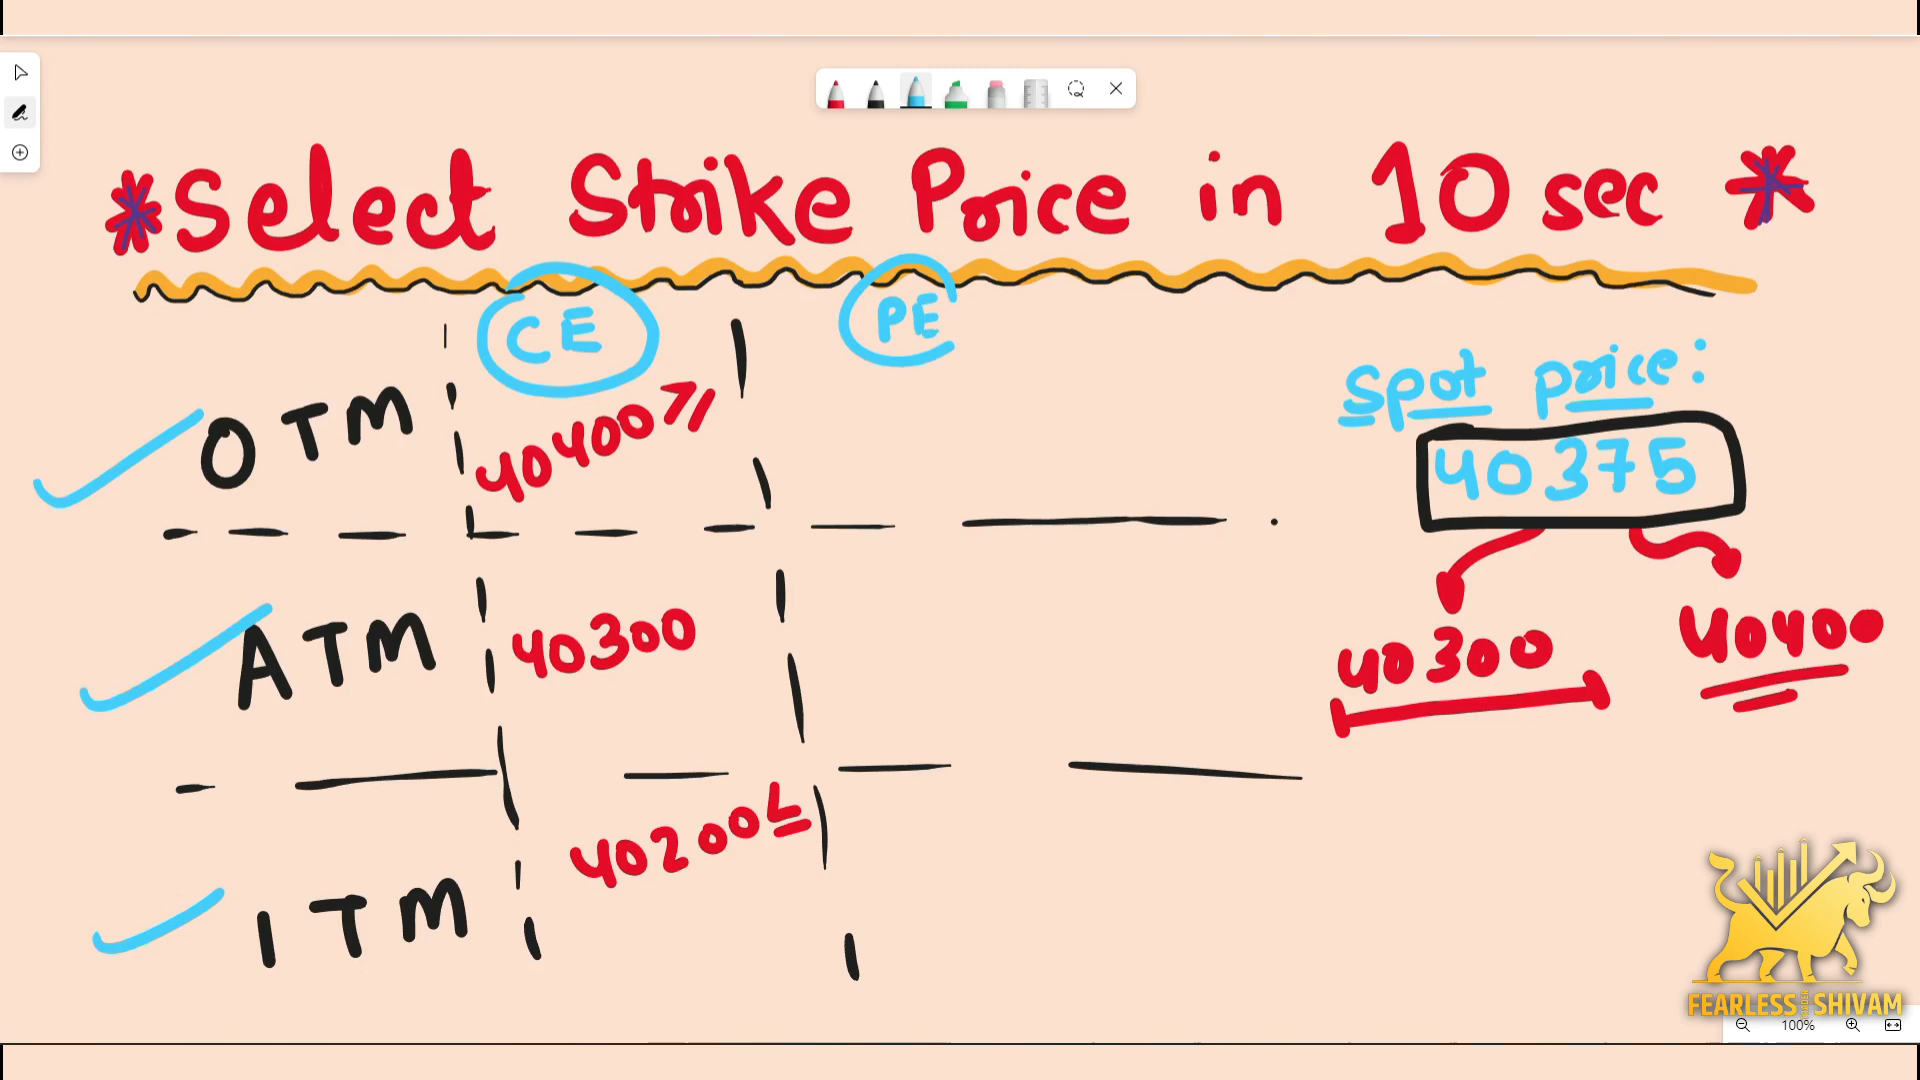 *Select Strike Price in 10 sec *
CE PE
spot price:
OTM 40400 >/
40375
ATM 40300
40300 40400
40200 ≤
ITM
FEARLESS SHIVAM
100%